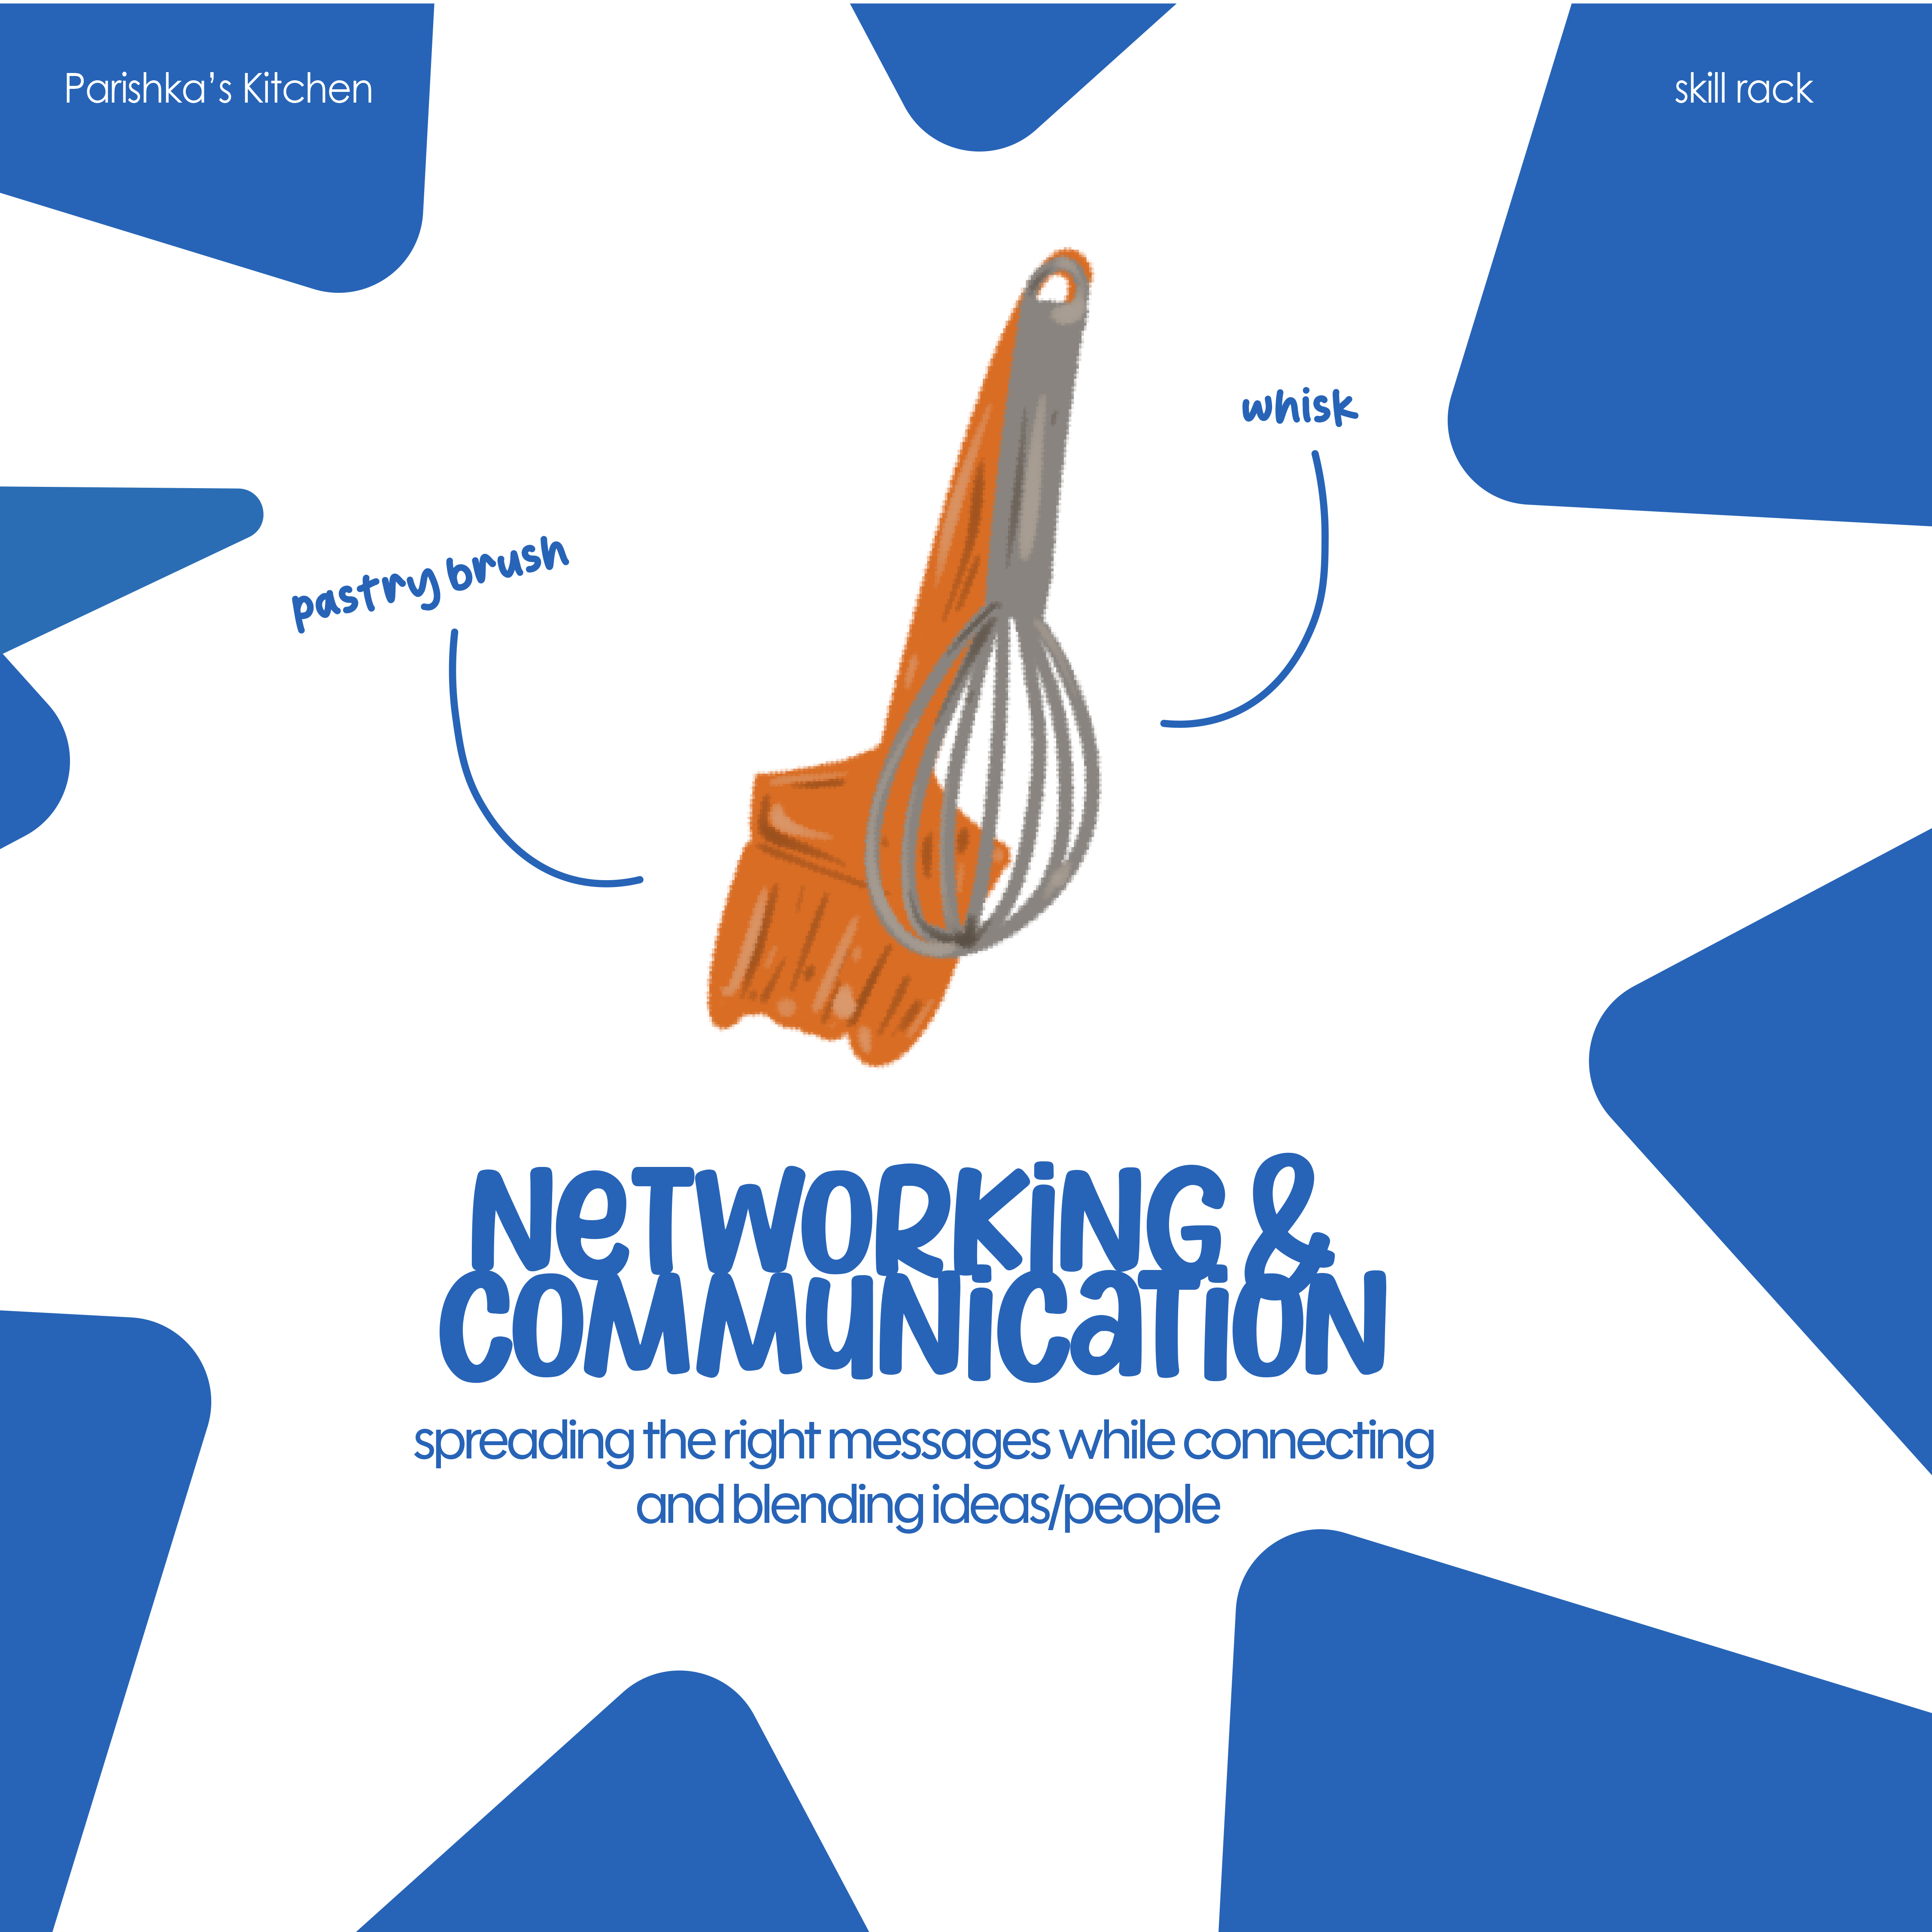 Parishka's Kitchen
skill rack
whisk
pastry brush
NeTWORKiNG &
COMMuNiCaTiON
spreading the right messages while connecting
and blending ideas/people